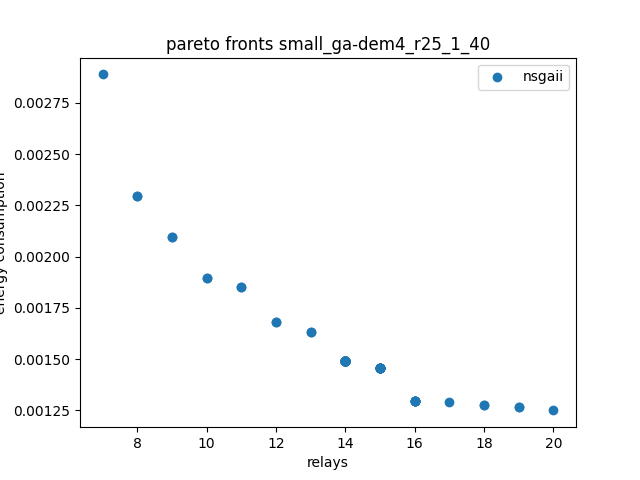 pareto fronts small_ga-dem4_r25_1_40
nsgaii
0.00275
0.00250
0.00225
0.00200
0.00175
0.00150
0.00125
energy consumption
8 10 12 14 16 18 20
relays